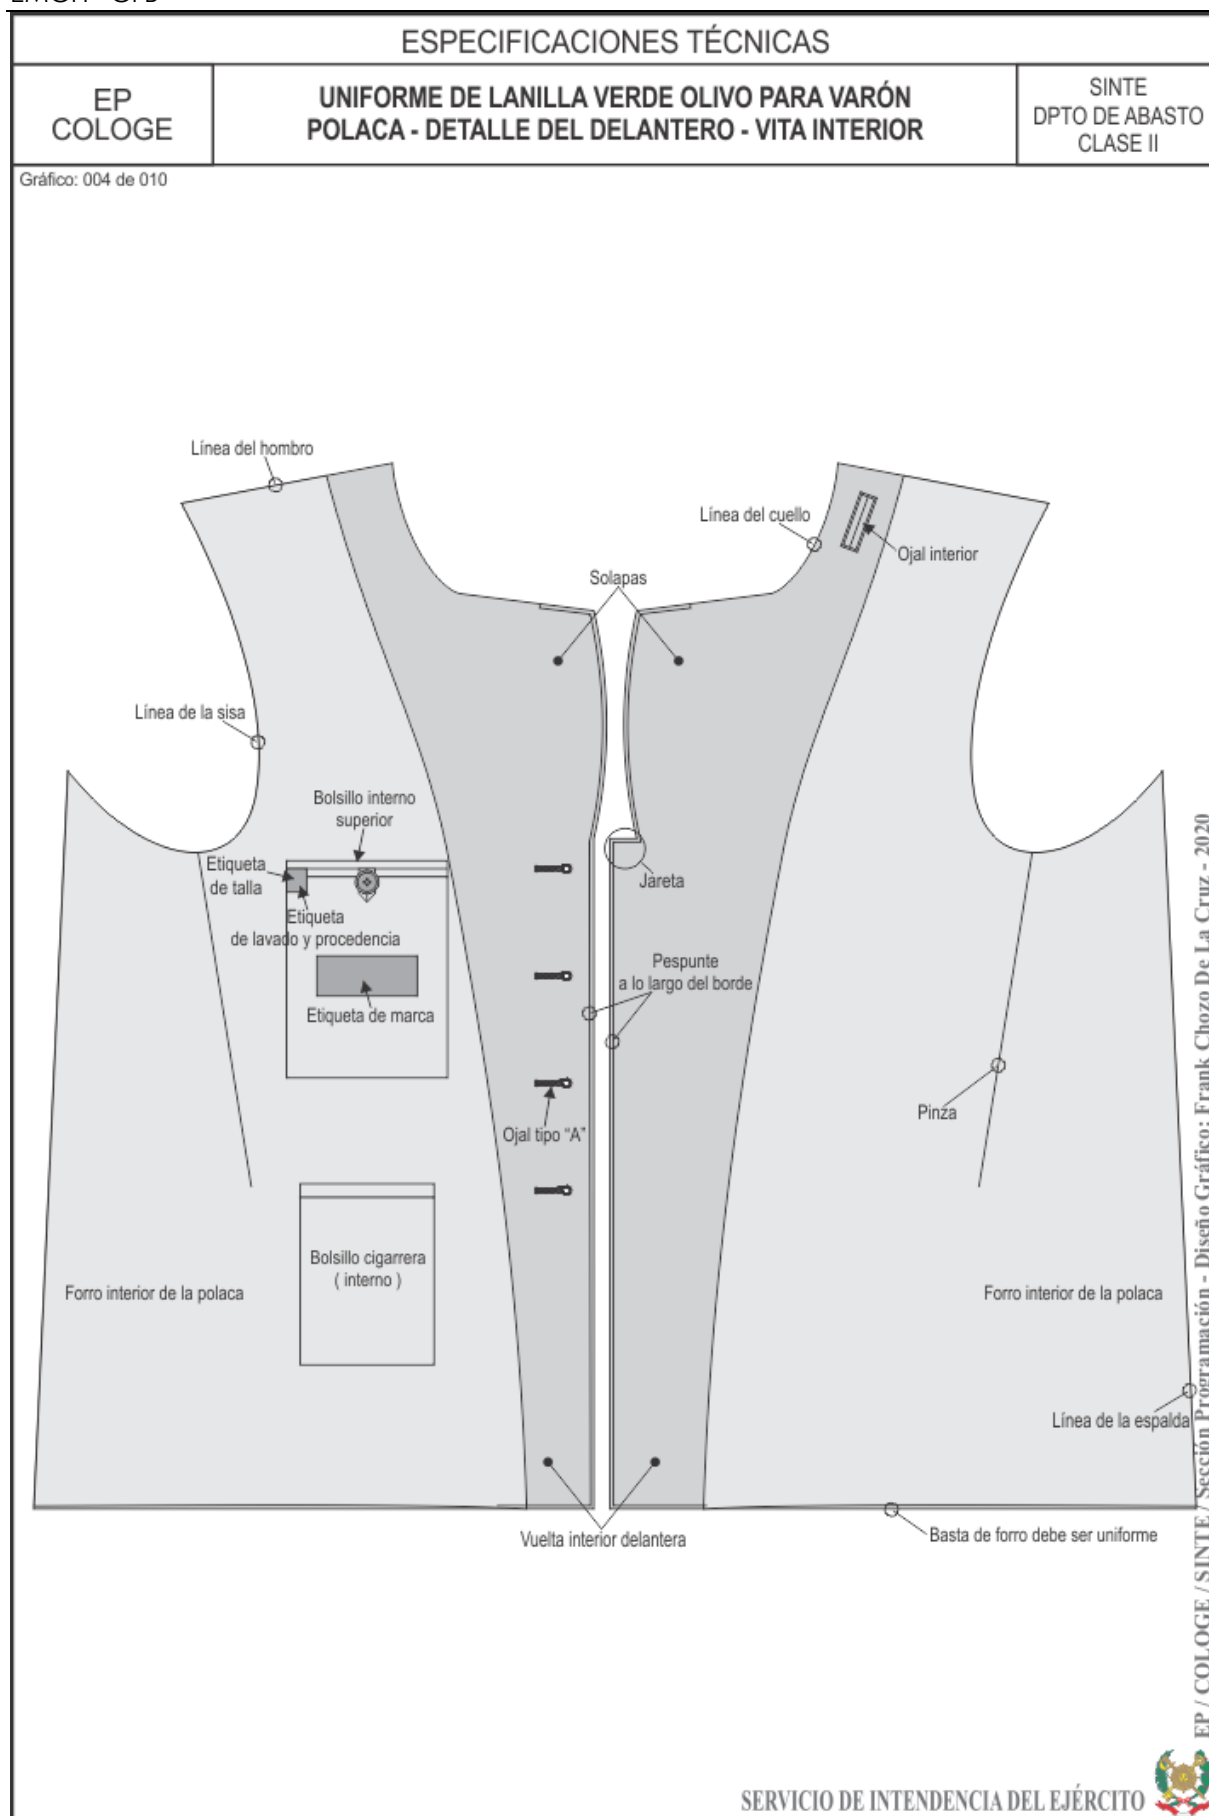 ESPECIFICACIONES TÉCNICAS
EP
COLOGE
UNIFORME DE LANILLA VERDE OLIVO PARA VARÓN
POLACA - DETALLE DEL DELANTERO - VITA INTERIOR
SINTE
DPTO DE ABASTO
CLASE II
Gráfico: 004 de 010
Línea del hombro
Línea del cuello
Ojal interior
Solapas
Línea de la sisa
Bolsillo interno
superior
Etiqueta
de talla
Jareta
Etiqueta
de lavado y procedencia
Pespunte
a lo largo del borde
Etiqueta de marca
Pinza
Ojal tipo “A”
Bolsillo cigarrera
( interno )
Forro interior de la polaca
Forro interior de la polaca
Línea de la espalda
Vuelta interior delantera
Basta de forro debe ser uniforme
EP / COLOGE / SINTE / Sección Programación - Diseño Gráfico: Frank Chozo De La Cruz - 2020
SERVICIO DE INTENDENCIA DEL EJÉRCITO